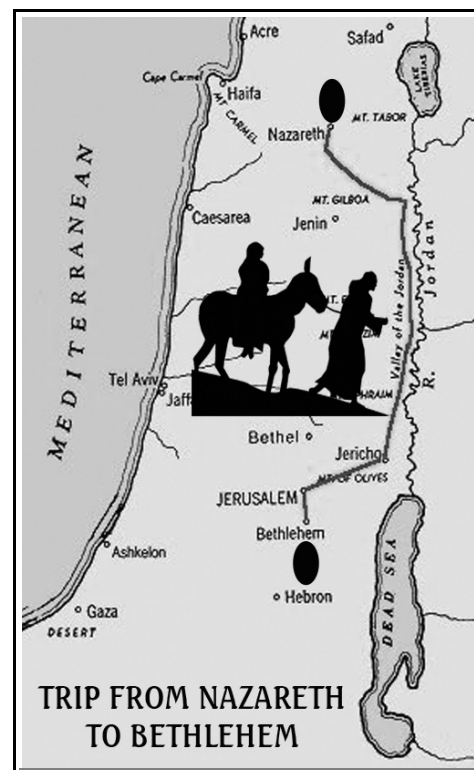 Acre
Safad
Cape Carmel
Haifa
MT CARMEL
LAKE
TIBERIAS
MT. TABOR
Nazareth
MT. GILBOA
Caesarea
Jenin
MEDITERRANEAN
Valley of the Jordan
R. Jordan
Tel Aviv
Jaff
Bethel
Jericho
MT. OF OLIVES
JERUSALEM
Bethlehem
Ashkelon
Hebron
Gaza
DESERT
DEAD SEA
TRIP FROM NAZARETH
TO BETHLEHEM